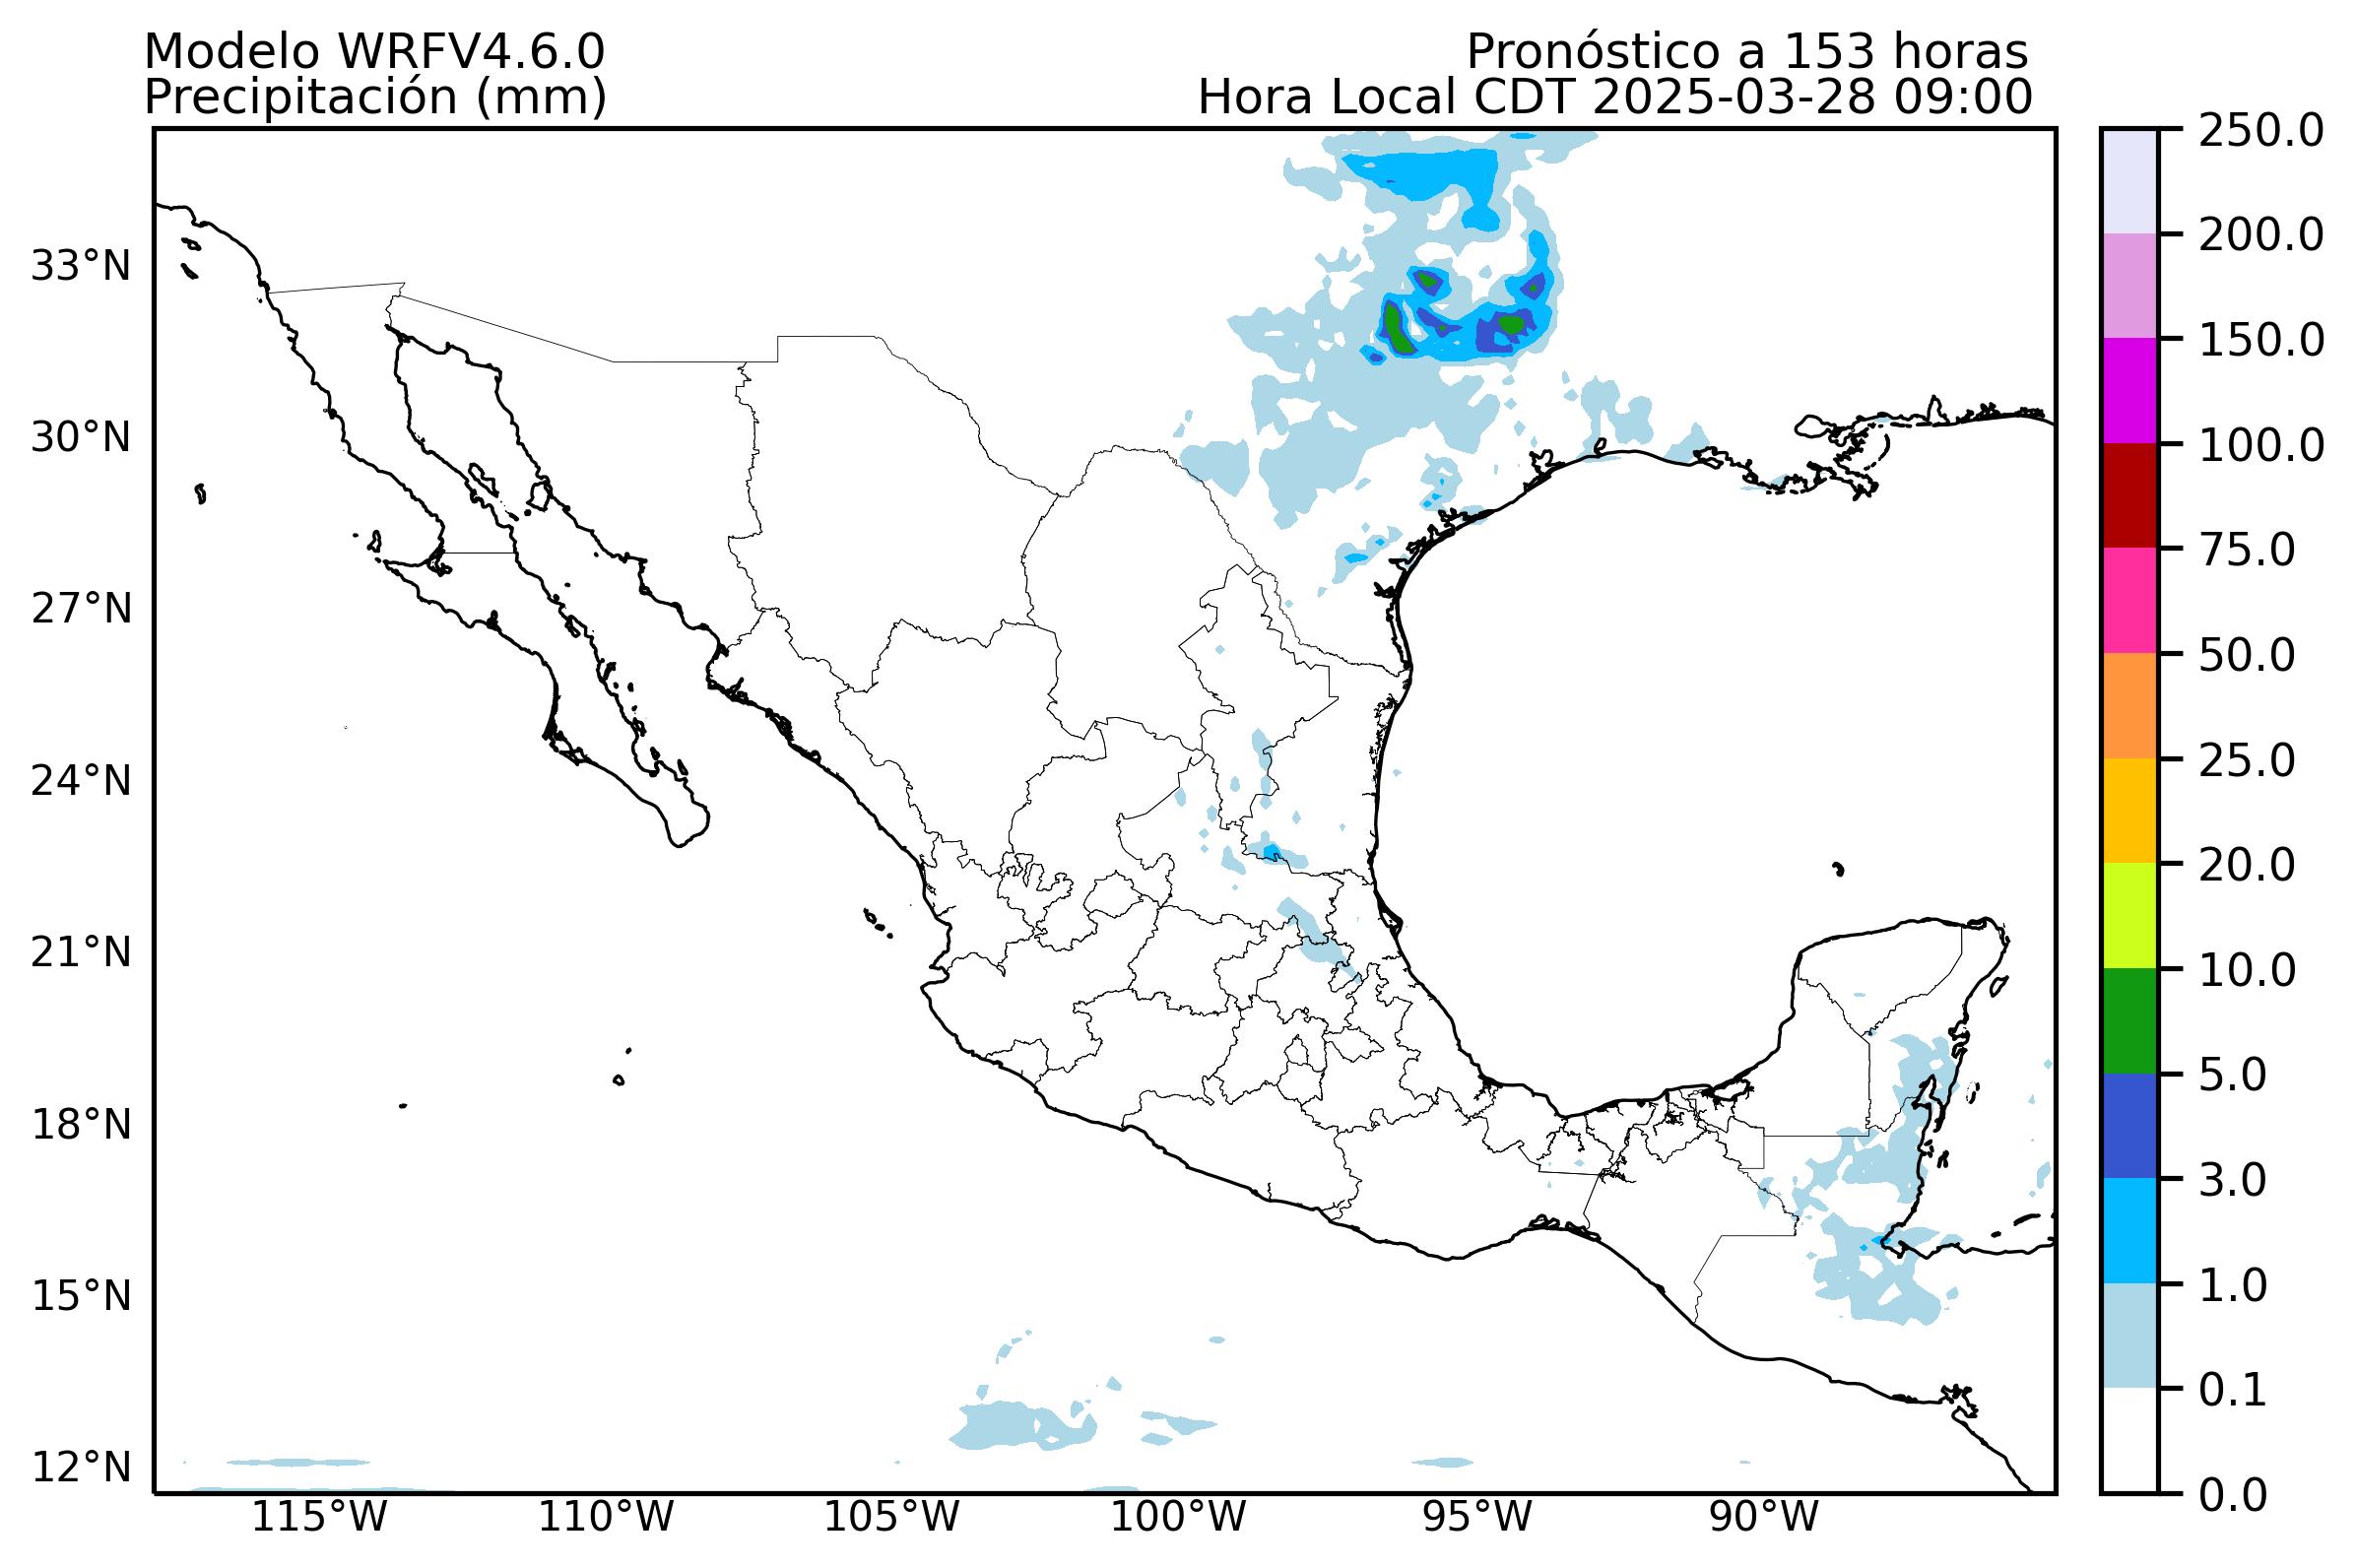 Modelo WRFV4.6.0
Pronóstico a 153 horas
Precipitación (mm)
Hora Local CDT 2025-03-28 09:00
33°N
30°N
27°N
24°N
21°N
18°N
15°N
12°N
115°W
110°W
105°W
100°W
95°W
90°W
250.0
200.0
150.0
100.0
75.0
50.0
25.0
20.0
10.0
5.0
3.0
1.0
0.1
0.0